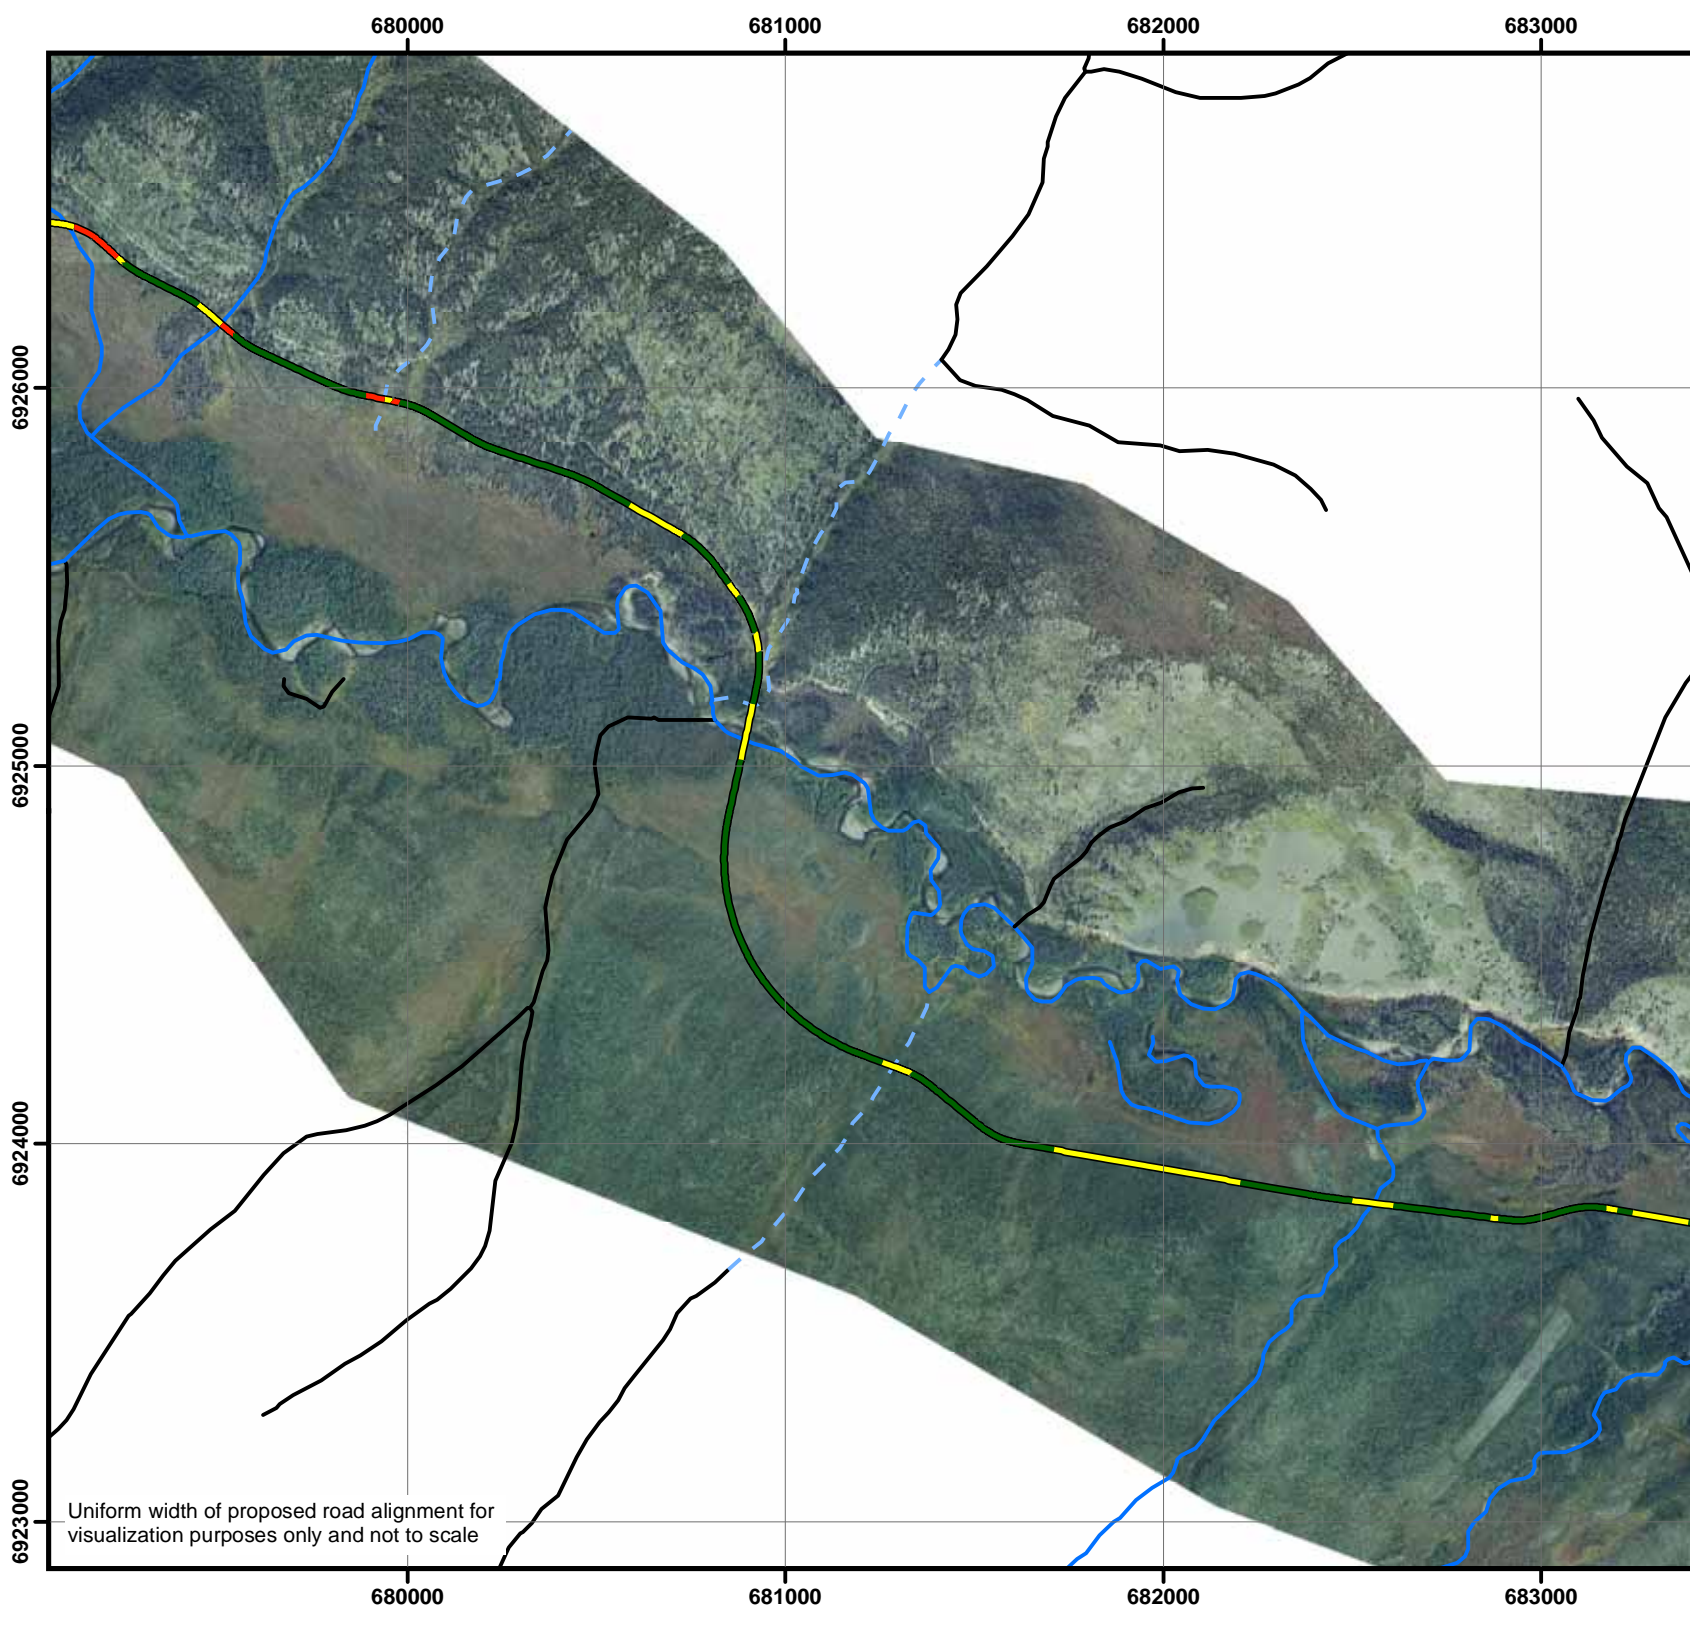 680000 681000 682000 683000
6926000
6925000
6924000
6923000
Uniform width of proposed road alignment for
visualization purposes only and not to scale
680000 681000 682000 683000